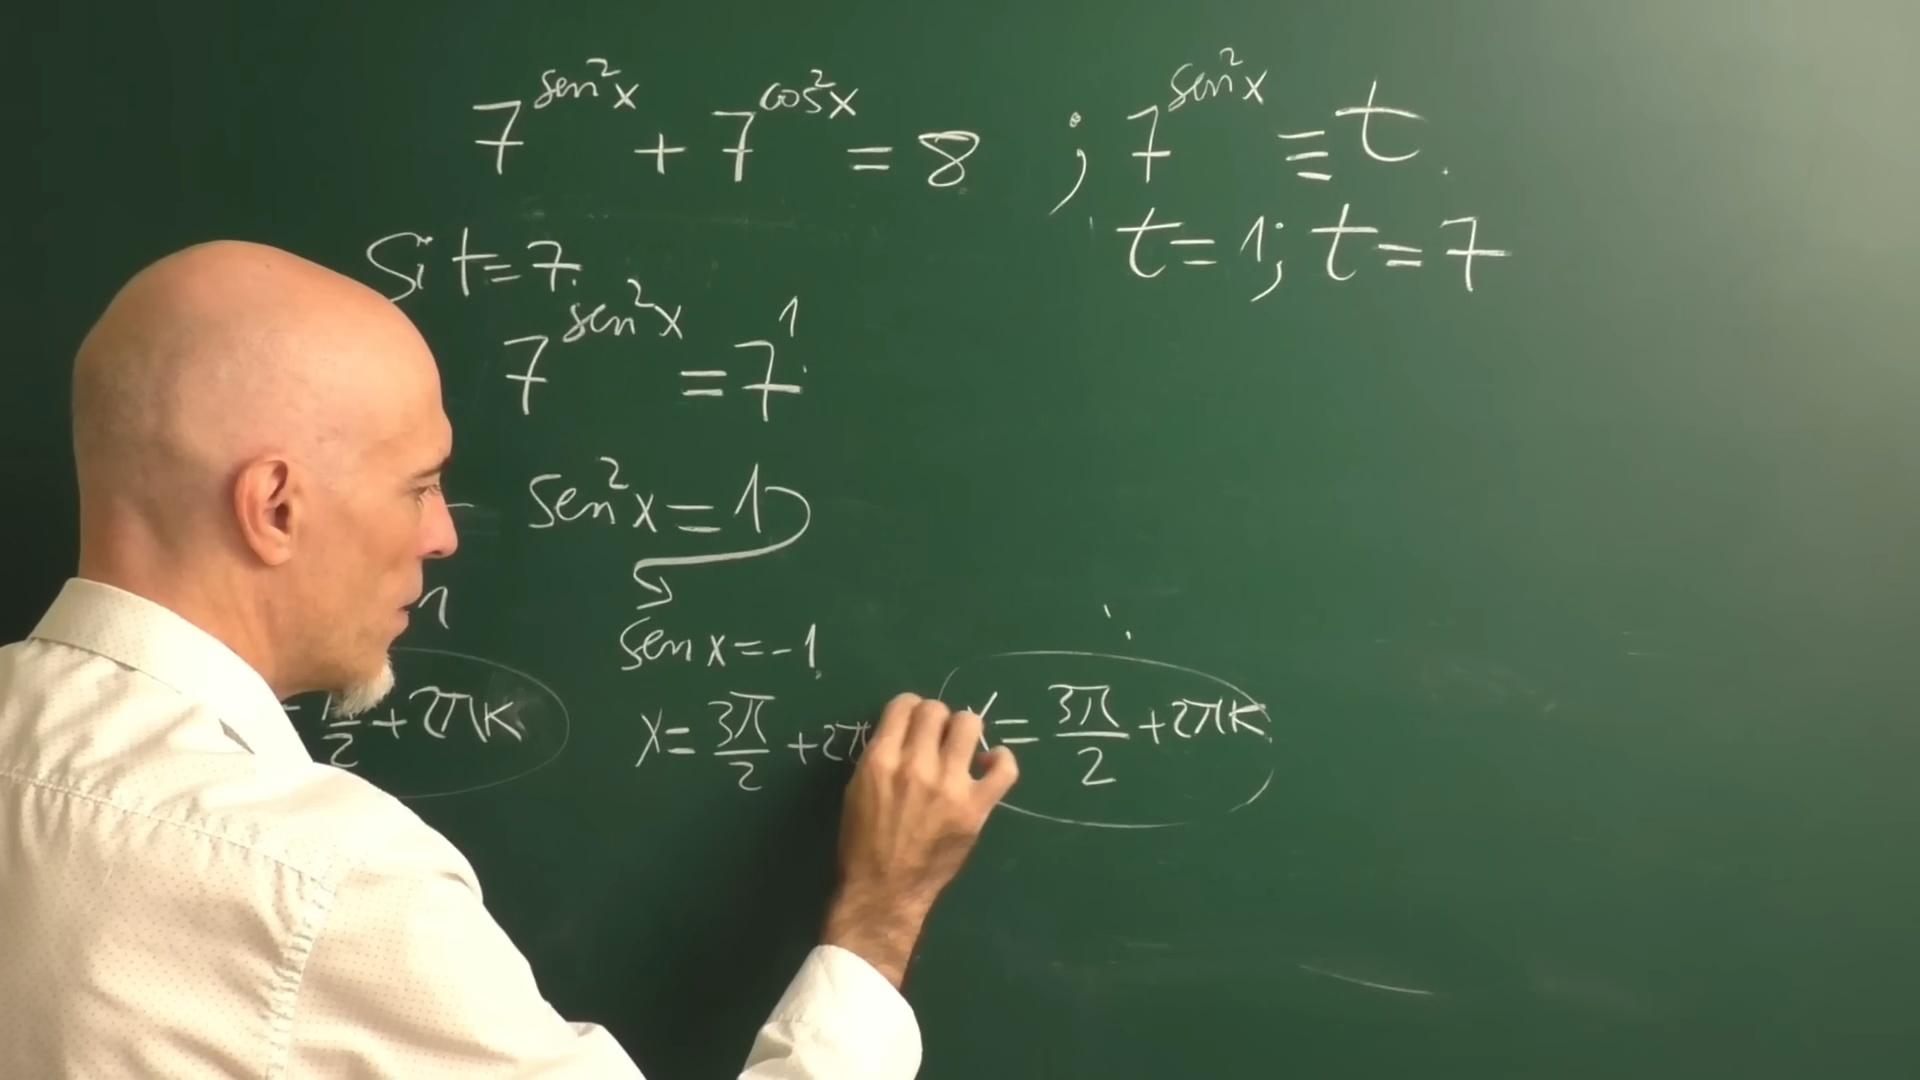 7^sen²x + 7^cos²x = 8 ; 7^sen²x ≡ t.
t = 1; t = 7
Si t = 7.
7^sen²x = 7^1
sen²x = 1
sen x = -1
π/2 + 2πK
x = 3π/2 + 2π
x = 3π/2 + 2πK